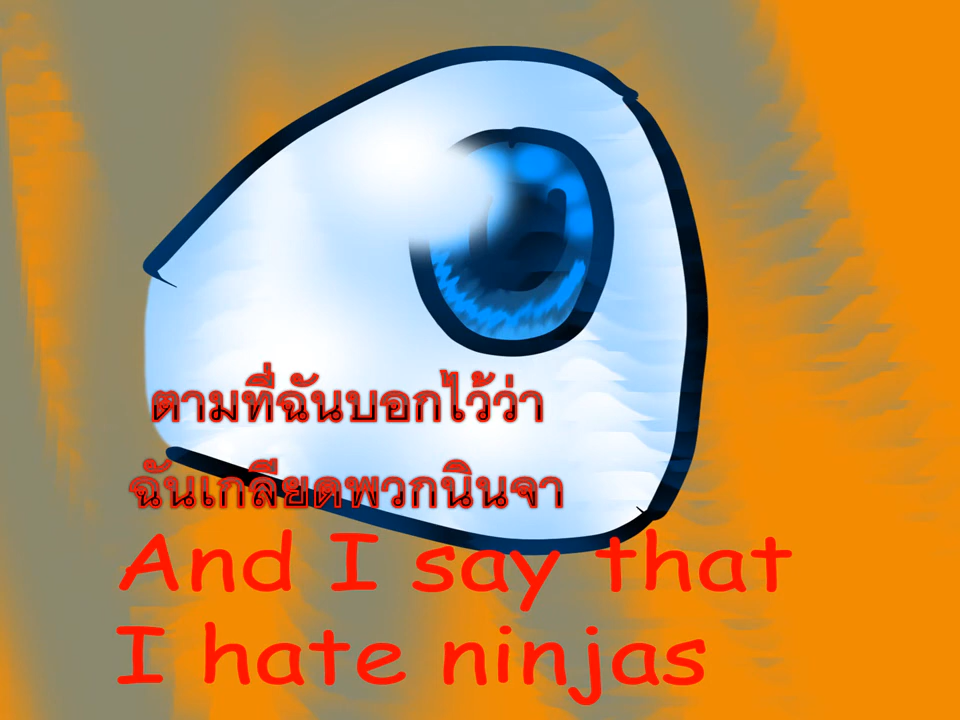 ตามที่ฉันบอกไว้ว่า
ฉันเกลียดพวกนินจา
And I say that
I hate ninjas